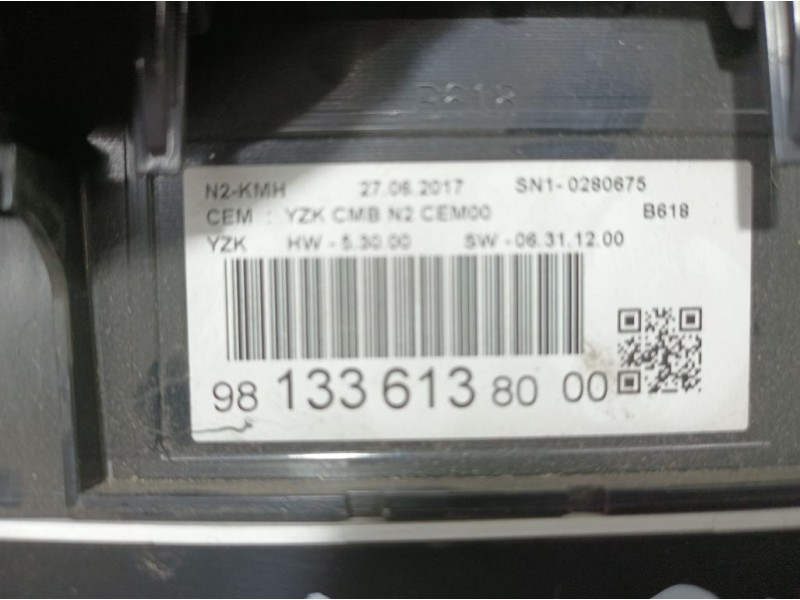 B618
N2-KMH 27.06.2017 SN1-0280675
CEM : YZK CMB N2 CEM00 B618
YZK HW - 5.30.00 SW - 06.31.12.00
98 133 613 80 00